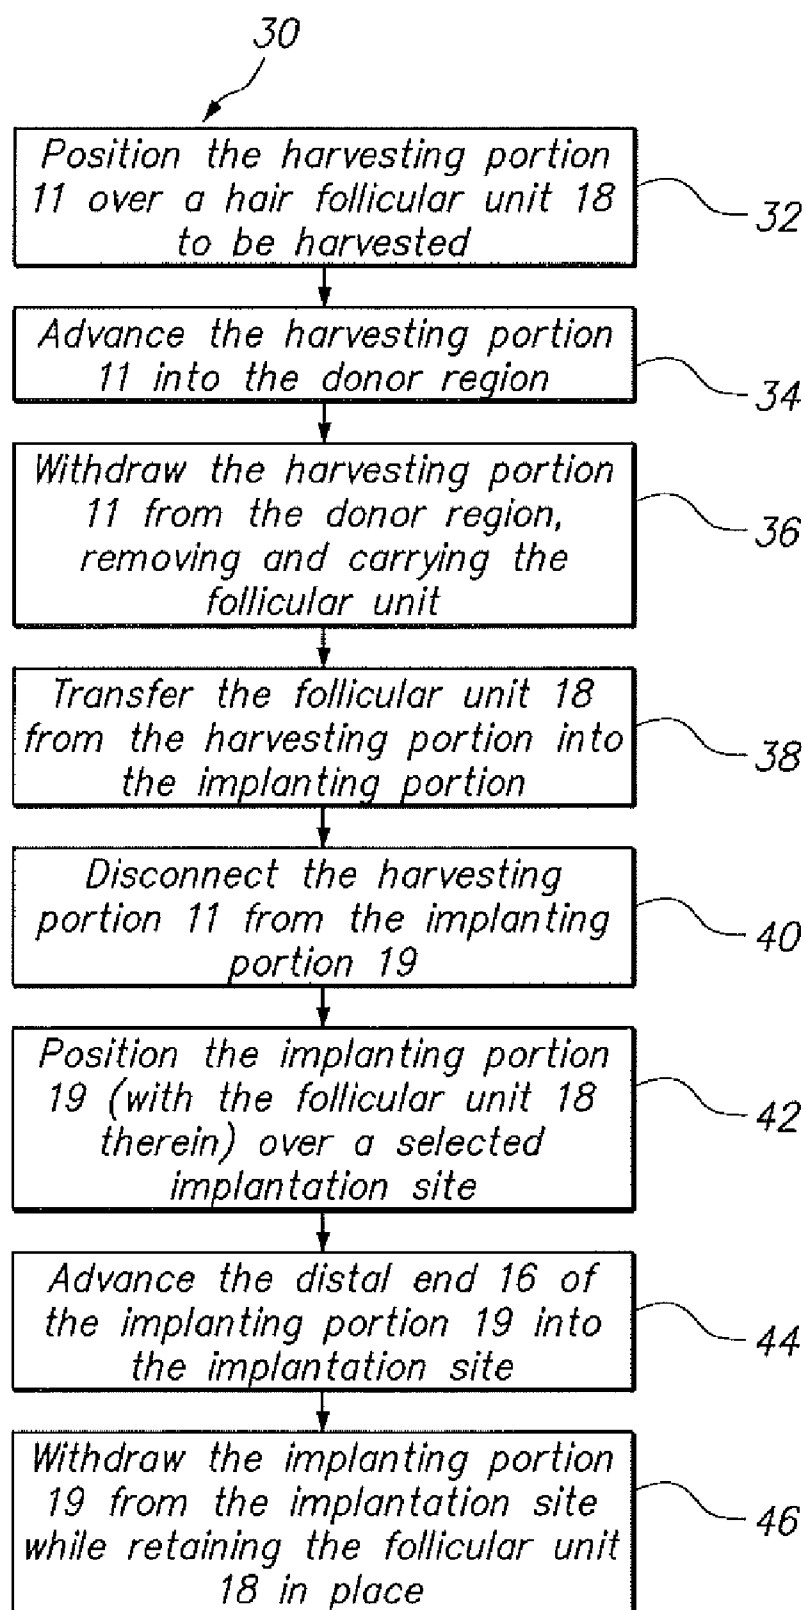 30
Position the harvesting portion
11 over a hair follicular unit 18
to be harvested
32
Advance the harvesting portion
11 into the donor region
34
Withdraw the harvesting portion
11 from the donor region,
removing and carrying the
follicular unit
36
Transfer the follicular unit 18
from the harvesting portion into
the implanting portion
38
Disconnect the harvesting
portion 11 from the implanting
portion 19
40
Position the implanting portion
19 (with the follicular unit 18
therein) over a selected
implantation site
42
Advance the distal end 16 of
the implanting portion 19 into
the implantation site
44
Withdraw the implanting portion
19 from the implantation site
while retaining the follicular unit
18 in place
46